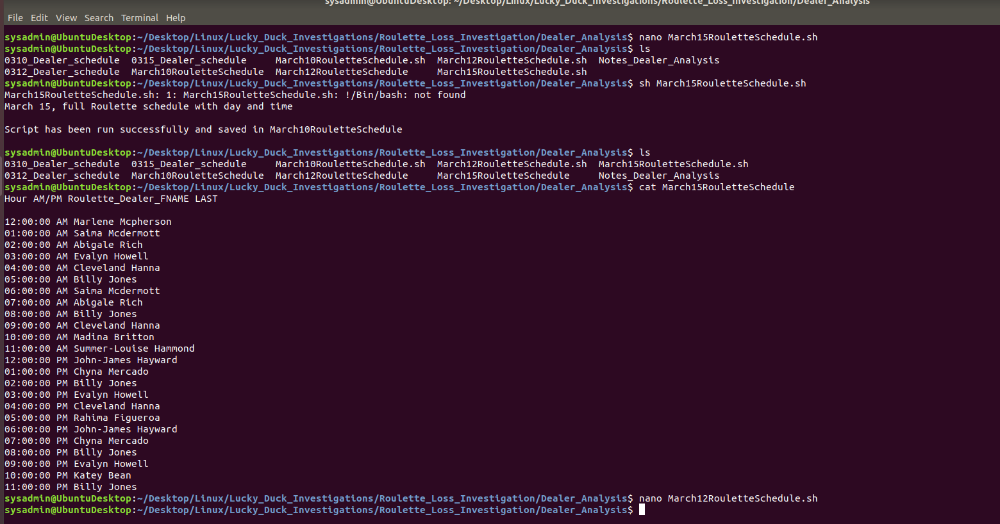 sysadmin@UbuntuDesktop: ~/Desktop/Linux/Lucky_Duck_Investigations/Roulette_Loss_Investigation/Dealer_Analysis
File Edit View Search Terminal Help
sysadmin@UbuntuDesktop:~/Desktop/Linux/Lucky_Duck_Investigations/Roulette_Loss_Investigation/Dealer_Analysis$ nano March15RouletteSchedule.sh
sysadmin@UbuntuDesktop:~/Desktop/Linux/Lucky_Duck_Investigations/Roulette_Loss_Investigation/Dealer_Analysis$ ls
0310_Dealer_schedule  0315_Dealer_schedule     March10RouletteSchedule.sh  March12RouletteSchedule.sh  Notes_Dealer_Analysis
0312_Dealer_schedule  March10RouletteSchedule  March12RouletteSchedule     March15RouletteSchedule.sh
sysadmin@UbuntuDesktop:~/Desktop/Linux/Lucky_Duck_Investigations/Roulette_Loss_Investigation/Dealer_Analysis$ sh March15RouletteSchedule.sh
March15RouletteSchedule.sh: 1: March15RouletteSchedule.sh: !/Bin/bash: not found
March 15, full Roulette schedule with day and time
Script has been run successfully and saved in March10RouletteSchedule
sysadmin@UbuntuDesktop:~/Desktop/Linux/Lucky_Duck_Investigations/Roulette_Loss_Investigation/Dealer_Analysis$ ls
0310_Dealer_schedule  0315_Dealer_schedule     March10RouletteSchedule.sh  March12RouletteSchedule.sh  March15RouletteSchedule.sh
0312_Dealer_schedule  March10RouletteSchedule  March12RouletteSchedule     March15RouletteSchedule     Notes_Dealer_Analysis
sysadmin@UbuntuDesktop:~/Desktop/Linux/Lucky_Duck_Investigations/Roulette_Loss_Investigation/Dealer_Analysis$ cat March15RouletteSchedule
Hour AM/PM Roulette_Dealer_FNAME LAST
12:00:00 AM Marlene Mcpherson
01:00:00 AM Saima Mcdermott
02:00:00 AM Abigale Rich
03:00:00 AM Evalyn Howell
04:00:00 AM Cleveland Hanna
05:00:00 AM Billy Jones
06:00:00 AM Saima Mcdermott
07:00:00 AM Abigale Rich
08:00:00 AM Billy Jones
09:00:00 AM Cleveland Hanna
10:00:00 AM Madina Britton
11:00:00 AM Summer-Louise Hammond
12:00:00 PM John-James Hayward
01:00:00 PM Chyna Mercado
02:00:00 PM Billy Jones
03:00:00 PM Evalyn Howell
04:00:00 PM Cleveland Hanna
05:00:00 PM Rahima Figueroa
06:00:00 PM John-James Hayward
07:00:00 PM Chyna Mercado
08:00:00 PM Billy Jones
09:00:00 PM Evalyn Howell
10:00:00 PM Katey Bean
11:00:00 PM Billy Jones
sysadmin@UbuntuDesktop:~/Desktop/Linux/Lucky_Duck_Investigations/Roulette_Loss_Investigation/Dealer_Analysis$ nano March12RouletteSchedule.sh
sysadmin@UbuntuDesktop:~/Desktop/Linux/Lucky_Duck_Investigations/Roulette_Loss_Investigation/Dealer_Analysis$